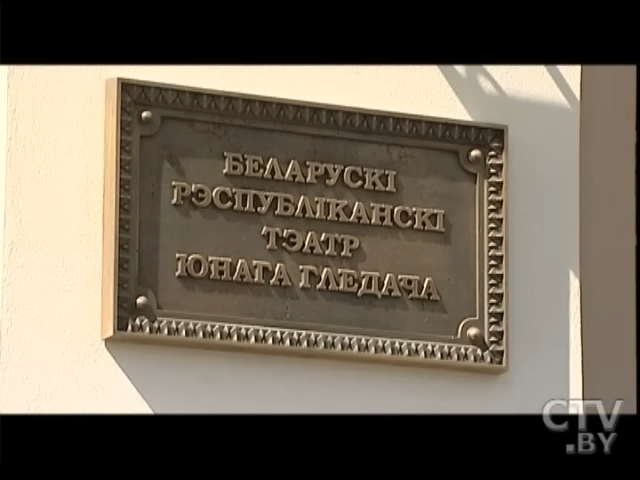 БЕЛАРУСКІ
РЭСПУБЛІКАНСКІ
ТЭАТР
ЮНАГА ГЛЕДАЧА
CTV
.BY